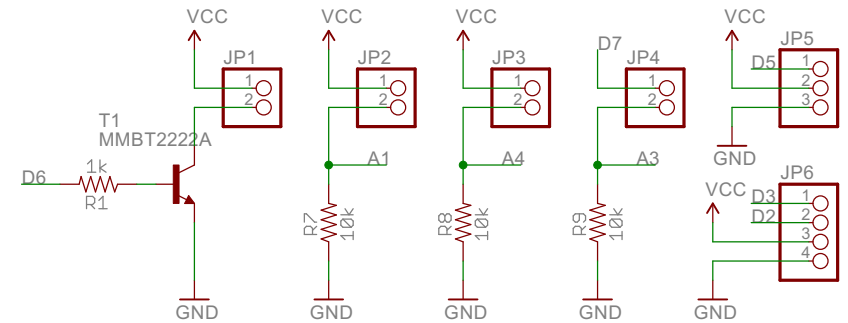 VCC
JP1
1
2
T1
MMBT2222A
D6
1k
R1
GND
VCC
JP2
1
2
A1
R7
10k
GND
VCC
JP3
1
2
A4
R8
10k
GND
D7
JP4
1
2
A3
R9
10k
GND
VCC
JP5
D5
1
2
3
GND
JP6
VCC
D3
1
D2
2
3
4
GND